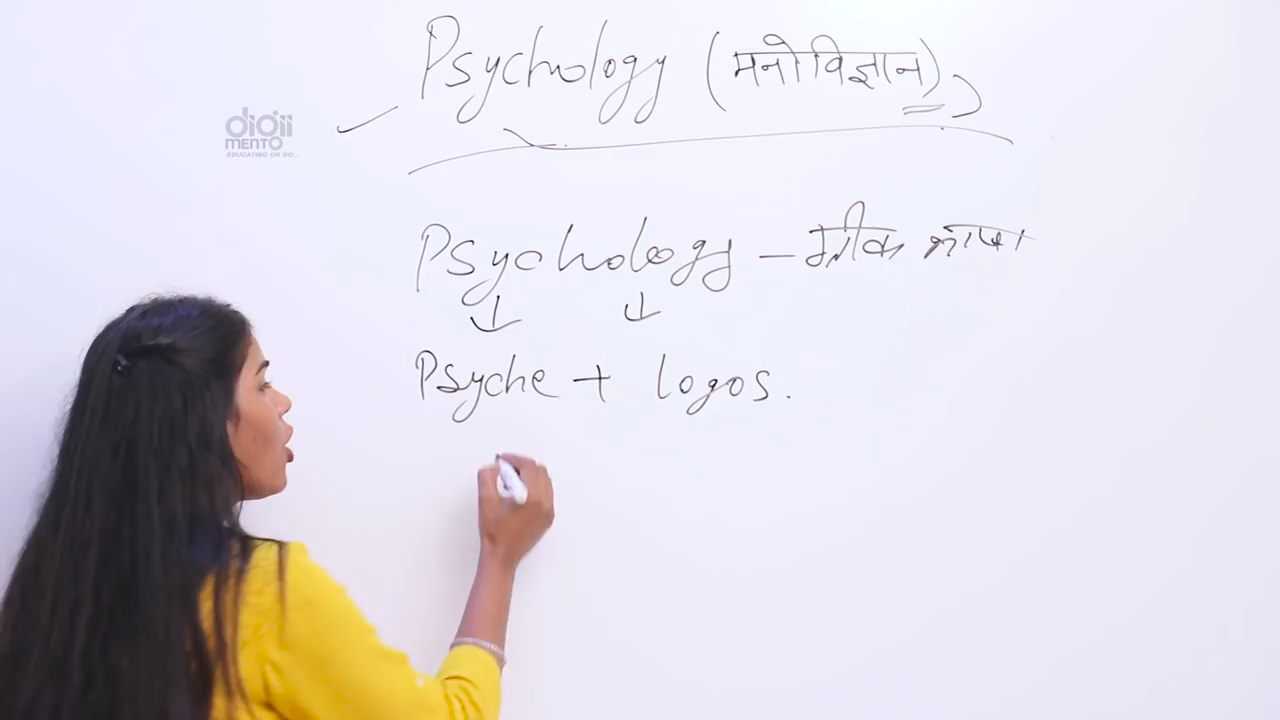 Psychology (मनोविज्ञान)
digii
MENTO
EDUCATING ON GO...
Psychology – ग्रीक भाषा
Psyche + logos.